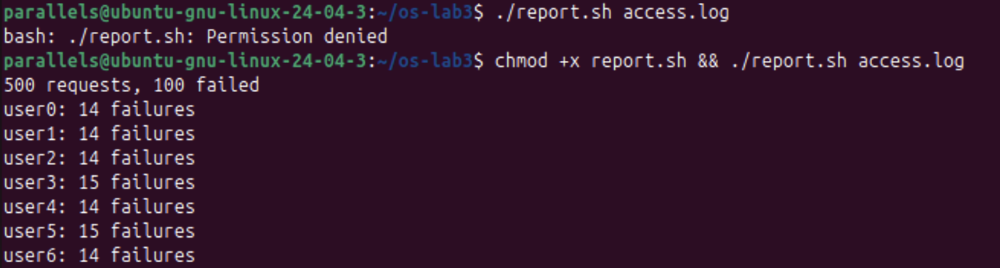 parallels@ubuntu-gnu-linux-24-04-3:~/os-lab3$ ./report.sh access.log
bash: ./report.sh: Permission denied
parallels@ubuntu-gnu-linux-24-04-3:~/os-lab3$ chmod +x report.sh && ./report.sh access.log
500 requests, 100 failed
user0: 14 failures
user1: 14 failures
user2: 14 failures
user3: 15 failures
user4: 14 failures
user5: 15 failures
user6: 14 failures